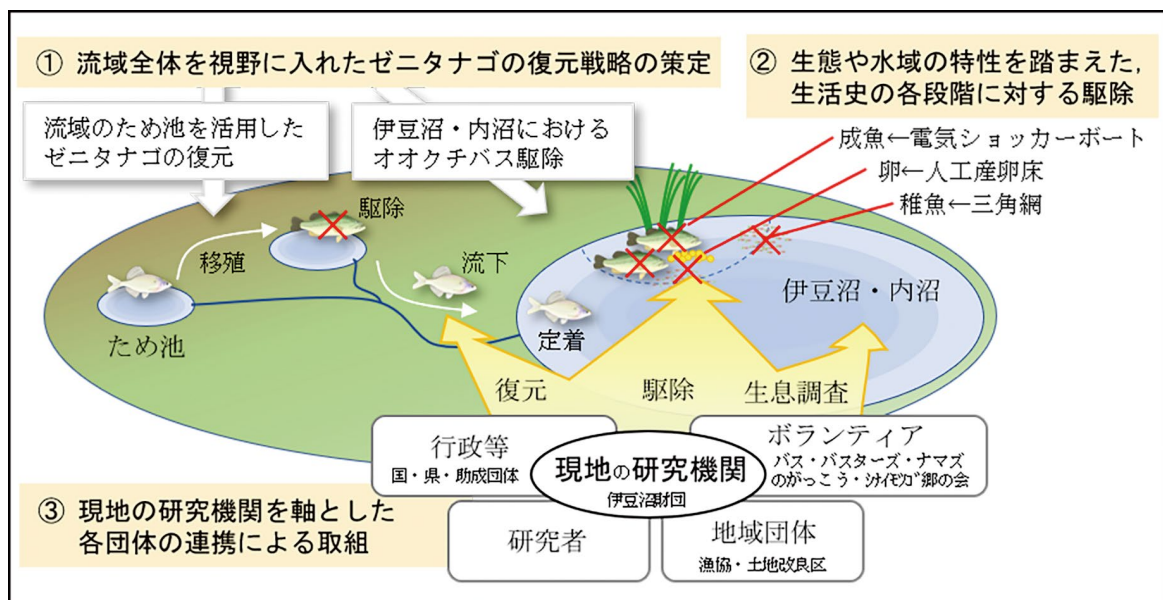 ① 流域全体を視野に入れたゼニタナゴの復元戦略の策定
流域のため池を活用した
ゼニタナゴの復元
伊豆沼・内沼における
オオクチバス駆除
② 生態や水域の特性を踏まえた,
生活史の各段階に対する駆除
成魚←電気ショッカーボート
卵←人工産卵床
稚魚←三角網
駆除
移殖
流下
ため池
定着
伊豆沼・内沼
復元
駆除
生息調査
行政等
国・県・助成団体
ボランティア
バス・バスターズ・ナマズ
のがっこう・ｼﾅｲﾓﾂｺﾞ郷の会
現地の研究機関
伊豆沼財団
研究者
地域団体
漁協・土地改良区
③ 現地の研究機関を軸とした
各団体の連携による取組